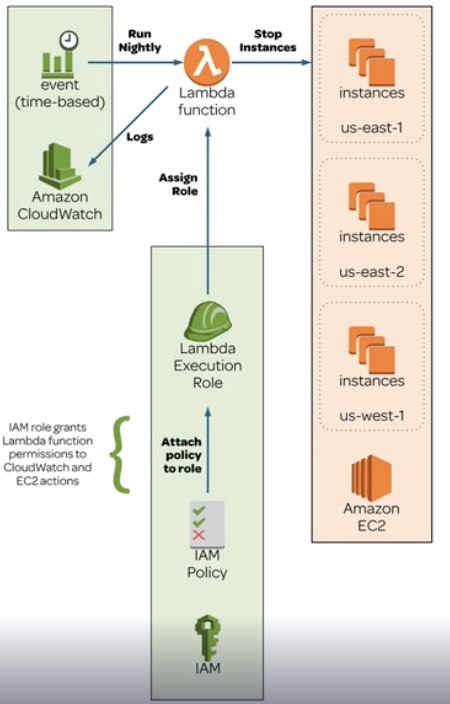 event
(time-based)
Run
Nightly
Lambda
function
Stop
Instances
Logs
Amazon
CloudWatch
instances
us-east-1
instances
us-east-2
instances
us-west-1
Amazon
EC2
Assign
Role
Lambda
Execution
Role
IAM role grants
Lambda function
permissions to
CloudWatch and
EC2 actions
Attach
policy
to role
IAM
Policy
IAM